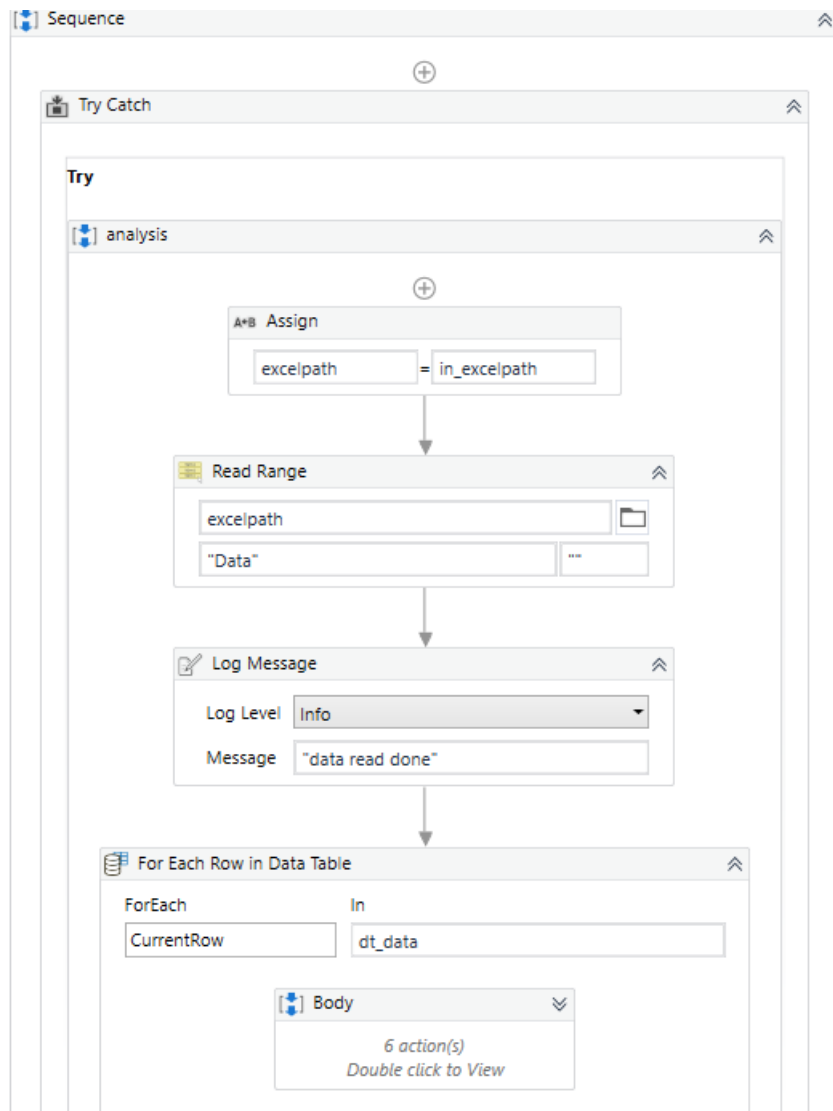 Sequence
Try Catch
Try
analysis
A+B Assign
excelpath = in_excelpath
Read Range
excelpath
"Data" ""
Log Message
Log Level Info
Message "data read done"
For Each Row in Data Table
ForEach In
CurrentRow dt_data
Body
6 action(s)
Double click to View